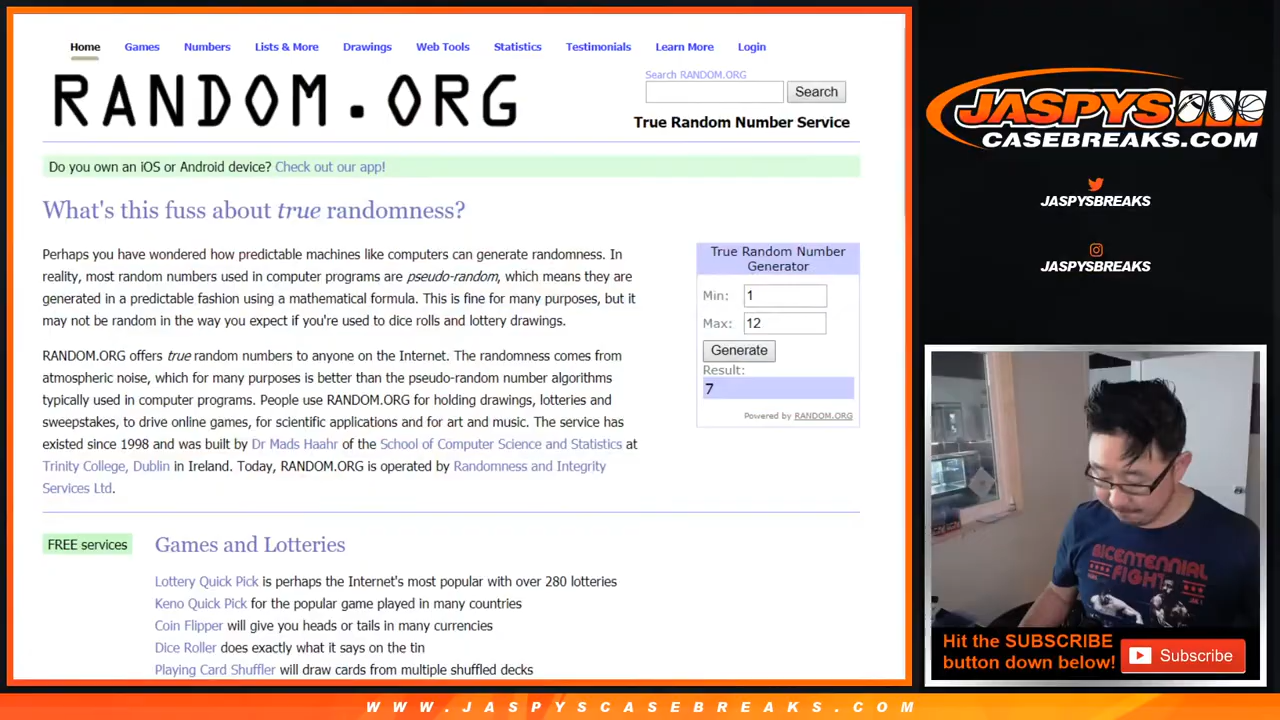 Home Games Numbers Lists & More Drawings Web Tools Statistics Testimonials Learn More Login
RANDOM.ORG
Search RANDOM.ORG
Search
True Random Number Service
Do you own an iOS or Android device? Check out our app!
What's this fuss about true randomness?
Perhaps you have wondered how predictable machines like computers can generate randomness. In
reality, most random numbers used in computer programs are pseudo-random, which means they are
generated in a predictable fashion using a mathematical formula. This is fine for many purposes, but it
may not be random in the way you expect if you're used to dice rolls and lottery drawings.
RANDOM.ORG offers true random numbers to anyone on the Internet. The randomness comes from
atmospheric noise, which for many purposes is better than the pseudo-random number algorithms
typically used in computer programs. People use RANDOM.ORG for holding drawings, lotteries and
sweepstakes, to drive online games, for scientific applications and for art and music. The service has
existed since 1998 and was built by Dr Mads Haahr of the School of Computer Science and Statistics at
Trinity College, Dublin in Ireland. Today, RANDOM.ORG is operated by Randomness and Integrity
Services Ltd.
True Random Number
Generator
Min: 1
Max: 12
Generate
Result:
7
Powered by RANDOM.ORG
FREE services
Games and Lotteries
Lottery Quick Pick is perhaps the Internet's most popular with over 280 lotteries
Keno Quick Pick for the popular game played in many countries
Coin Flipper will give you heads or tails in many currencies
Dice Roller does exactly what it says on the tin
Playing Card Shuffler will draw cards from multiple shuffled decks
JASPYS
CASEBREAKS.COM
JASPYSBREAKS
JASPYSBREAKS
BICENTENNIAL
FIGHT
Hit the SUBSCRIBE
button down below!
Subscribe
WWW.JASPYSCASEBREAKS.COM